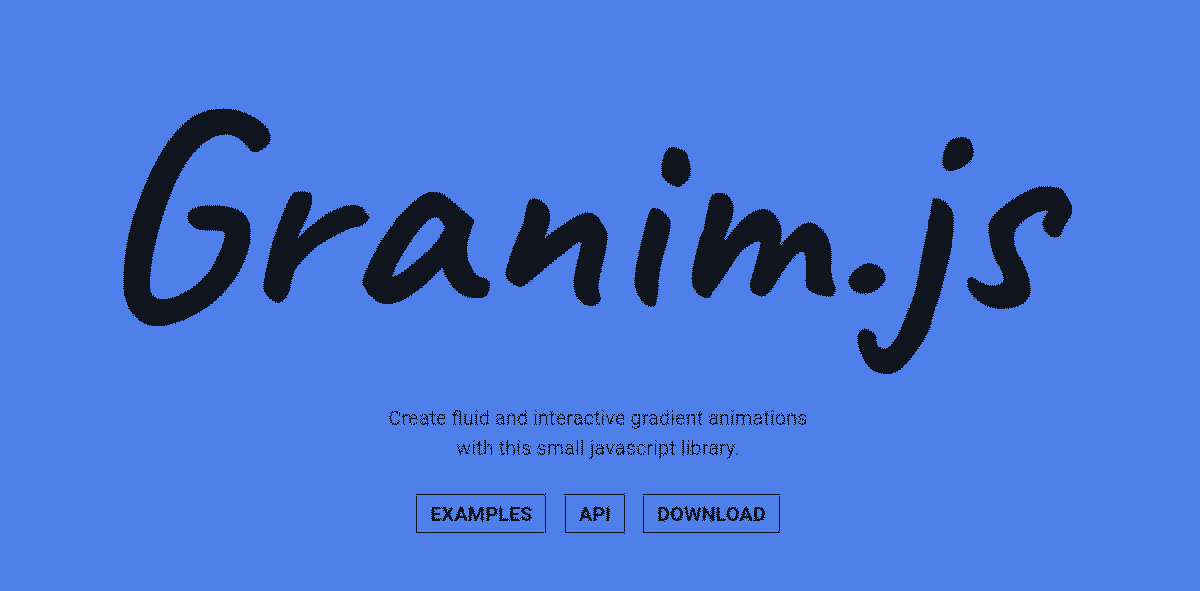 Granim.js
Create fluid and interactive gradient animations
with this small javascript library.
EXAMPLES API DOWNLOAD